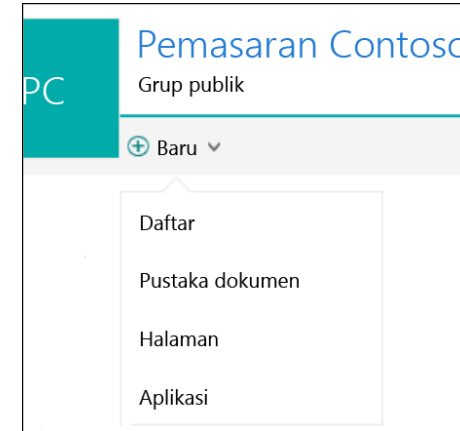 PC
Pemasaran Contoso
Grup publik
Baru
Daftar
Pustaka dokumen
Halaman
Aplikasi